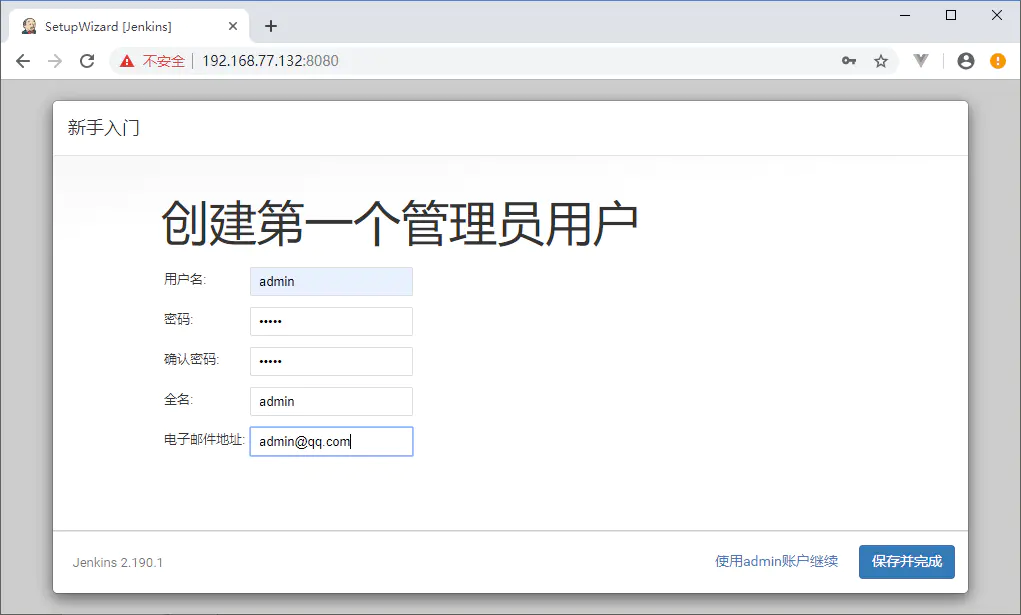 SetupWizard [Jenkins]
不安全 192.168.77.132:8080
新手入门
创建第一个管理员用户
用户名: admin
密码: •••••
确认密码: •••••
全名: admin
电子邮件地址: admin@qq.com
Jenkins 2.190.1 使用admin账户继续 保存并完成